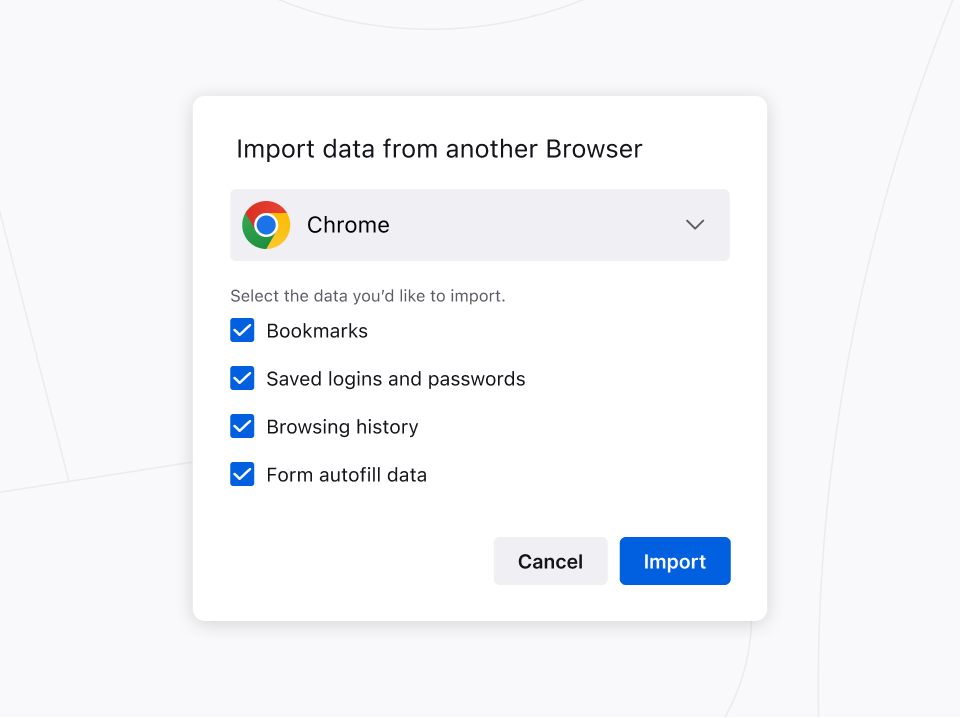 Import data from another Browser
Chrome
Select the data you’d like to import.
Bookmarks
Saved logins and passwords
Browsing history
Form autofill data
Cancel
Import